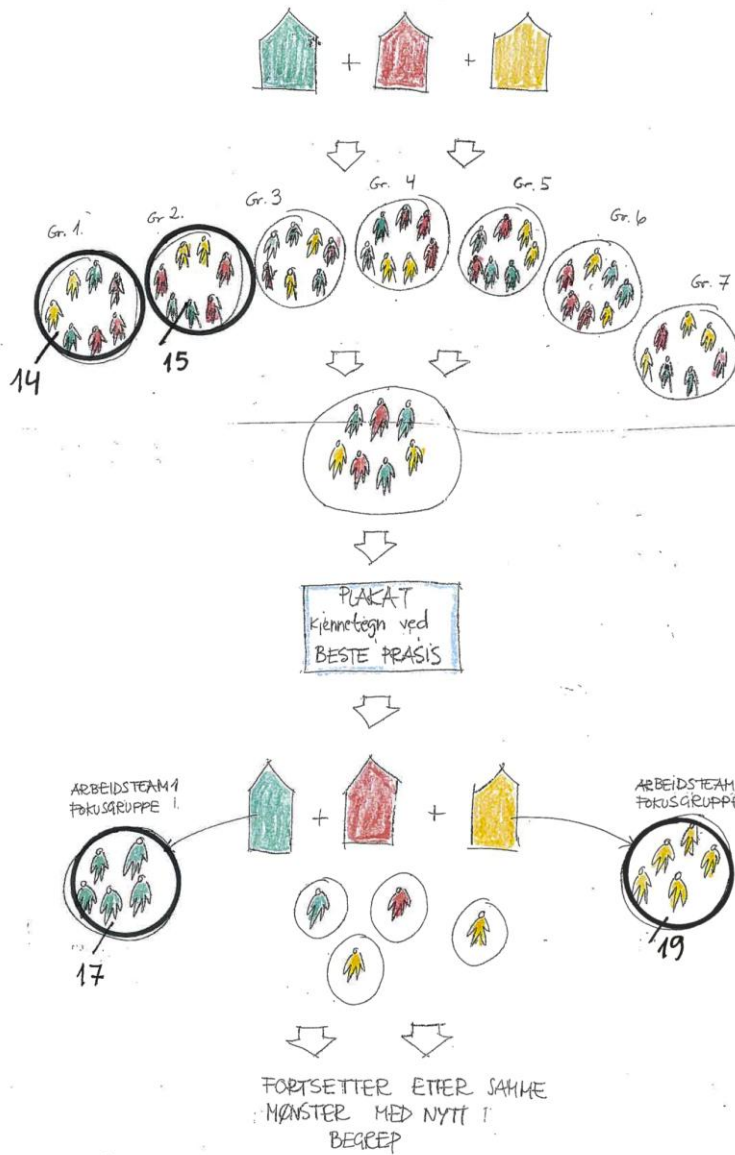 + +
Gr. 1.
Gr 2.
Gr. 3
Gr. 4
Gr. 5
Gr. 6
Gr. 7
14
15
PLAKAT
Kjennetegn ved
BESTE PRASIS
ARBEIDSTEAM 1
FOKUSGRUPPE 1.
+ +
ARBEIDSTEAM
FOKUSGRUPPE
17
19
FORTSETTER ETTER SAMME
MØNSTER MED NYTT
BEGREP